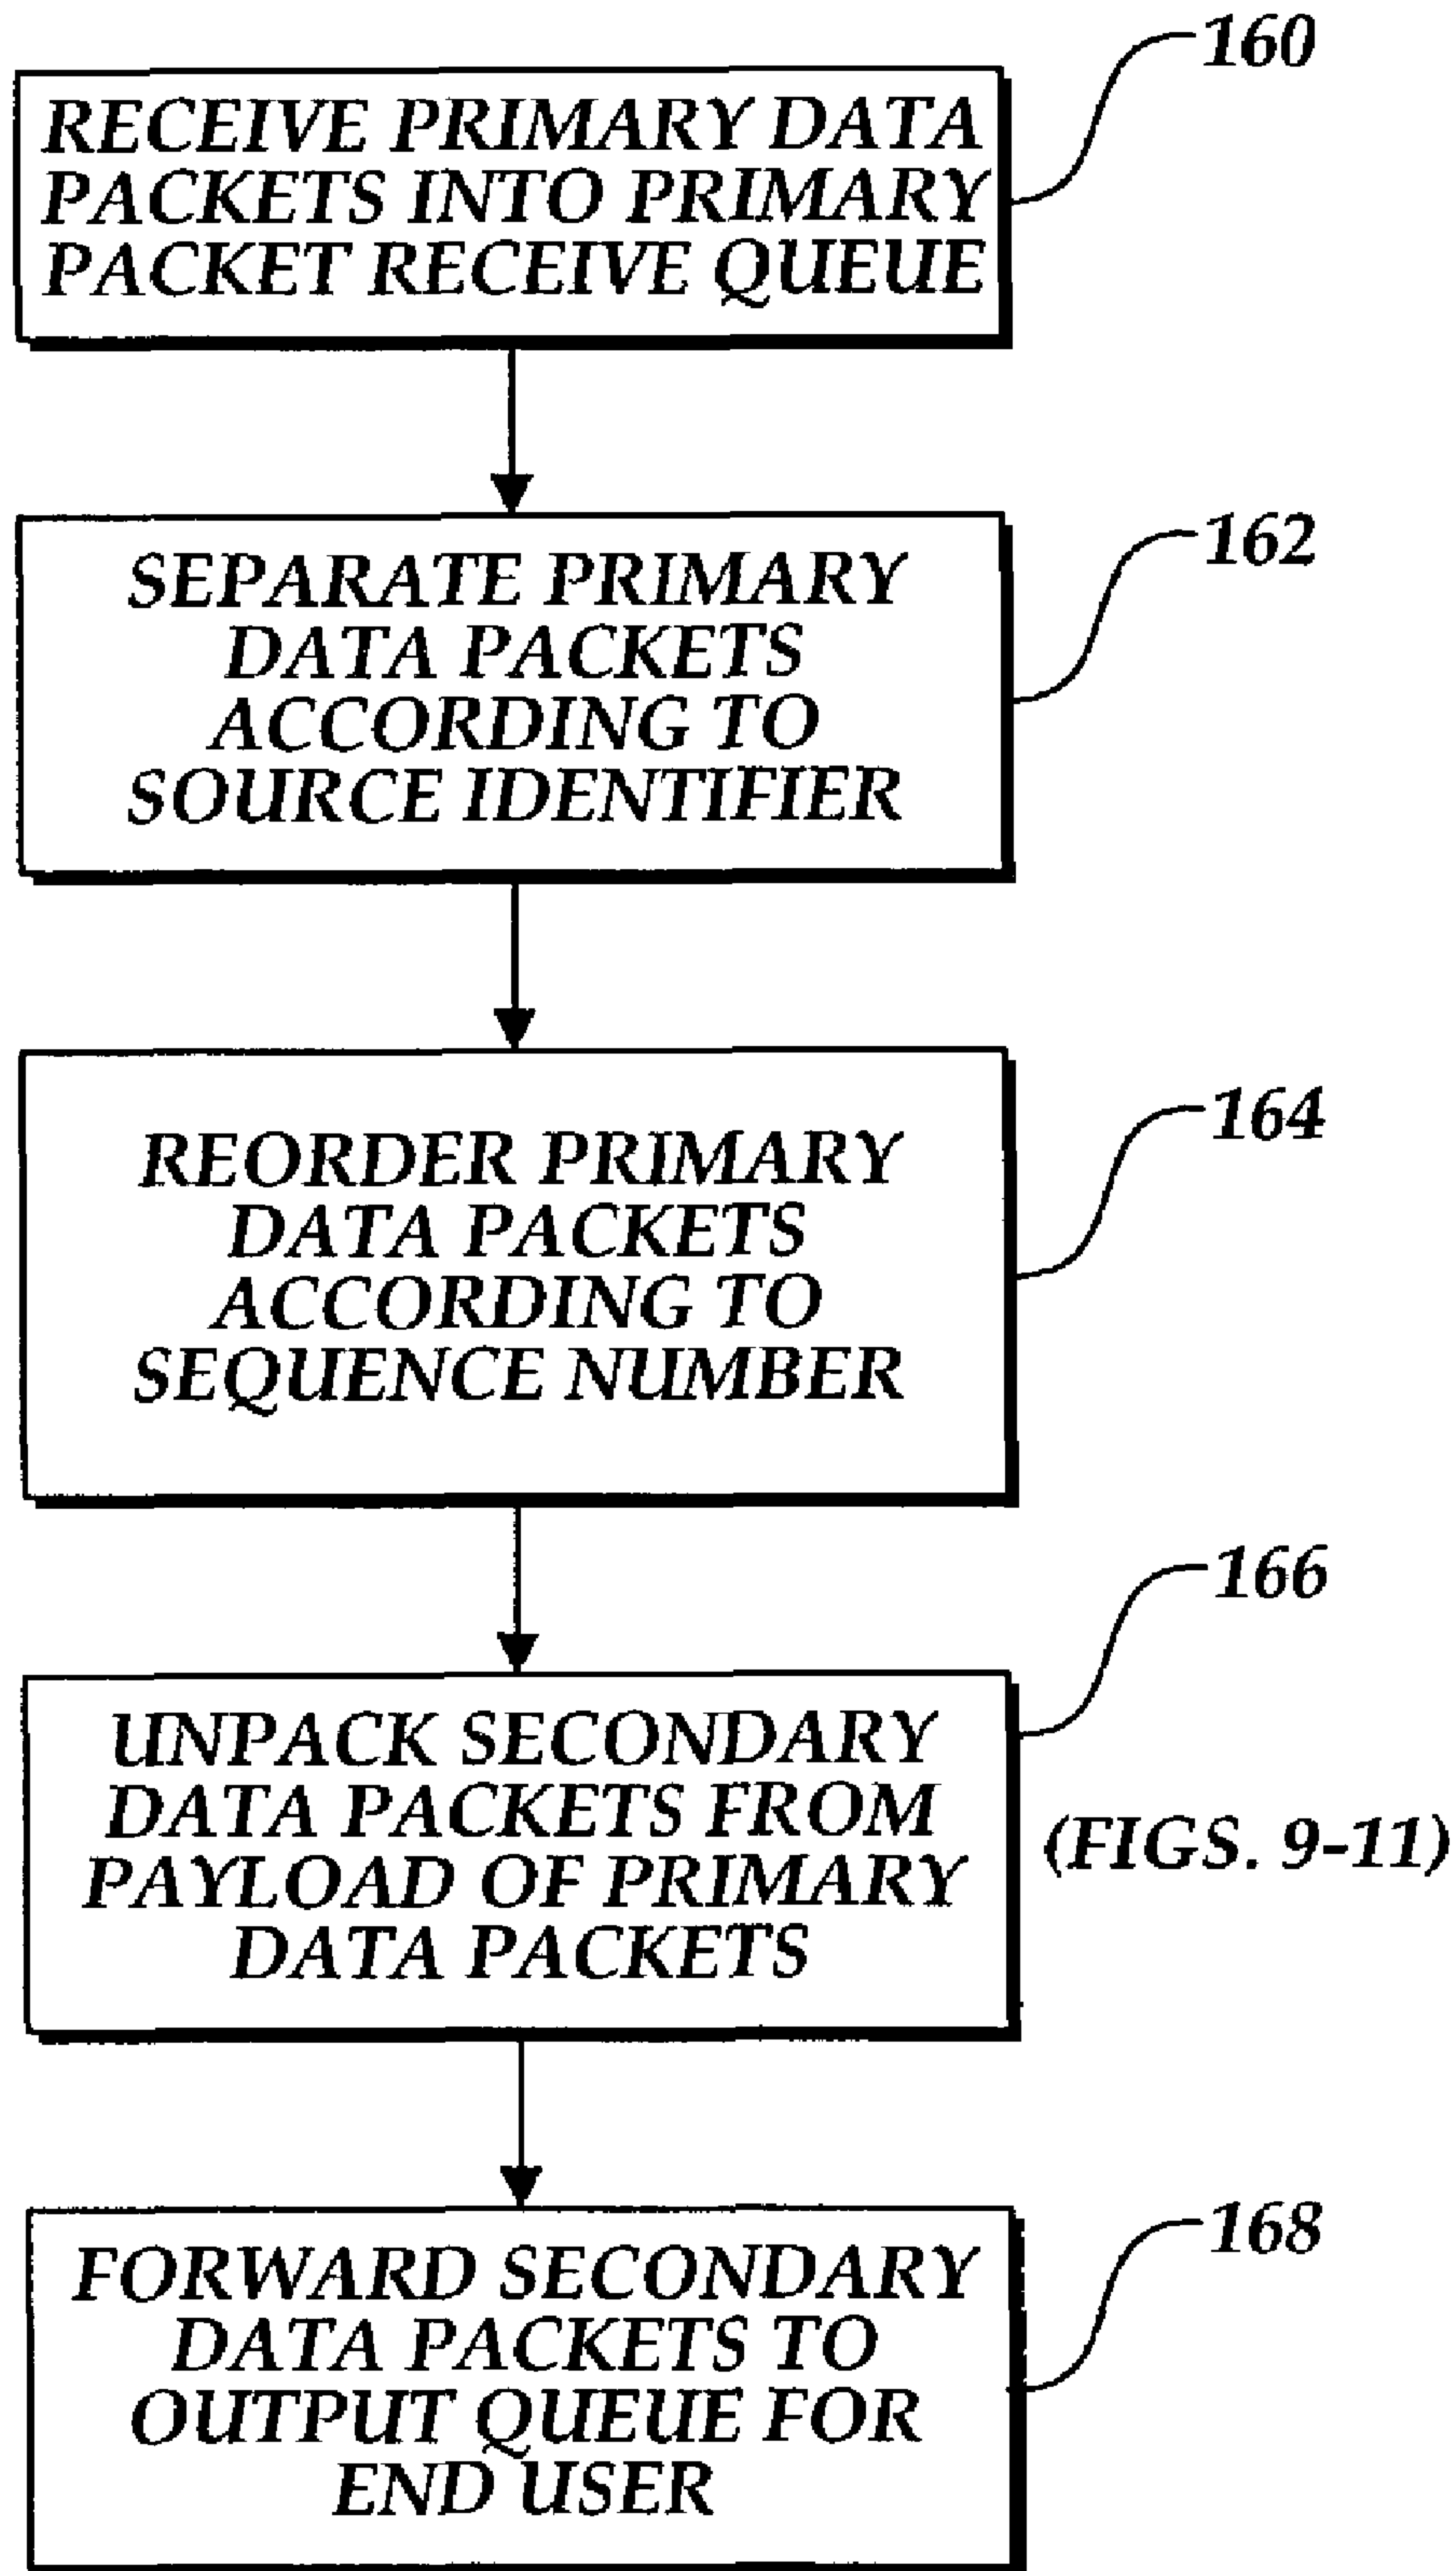 160
RECEIVE PRIMARY DATA
PACKETS INTO PRIMARY
PACKET RECEIVE QUEUE
162
SEPARATE PRIMARY
DATA PACKETS
ACCORDING TO
SOURCE IDENTIFIER
164
REORDER PRIMARY
DATA PACKETS
ACCORDING TO
SEQUENCE NUMBER
166
UNPACK SECONDARY
DATA PACKETS FROM
PAYLOAD OF PRIMARY
DATA PACKETS
(FIGS. 9-11)
168
FORWARD SECONDARY
DATA PACKETS TO
OUTPUT QUEUE FOR
END USER